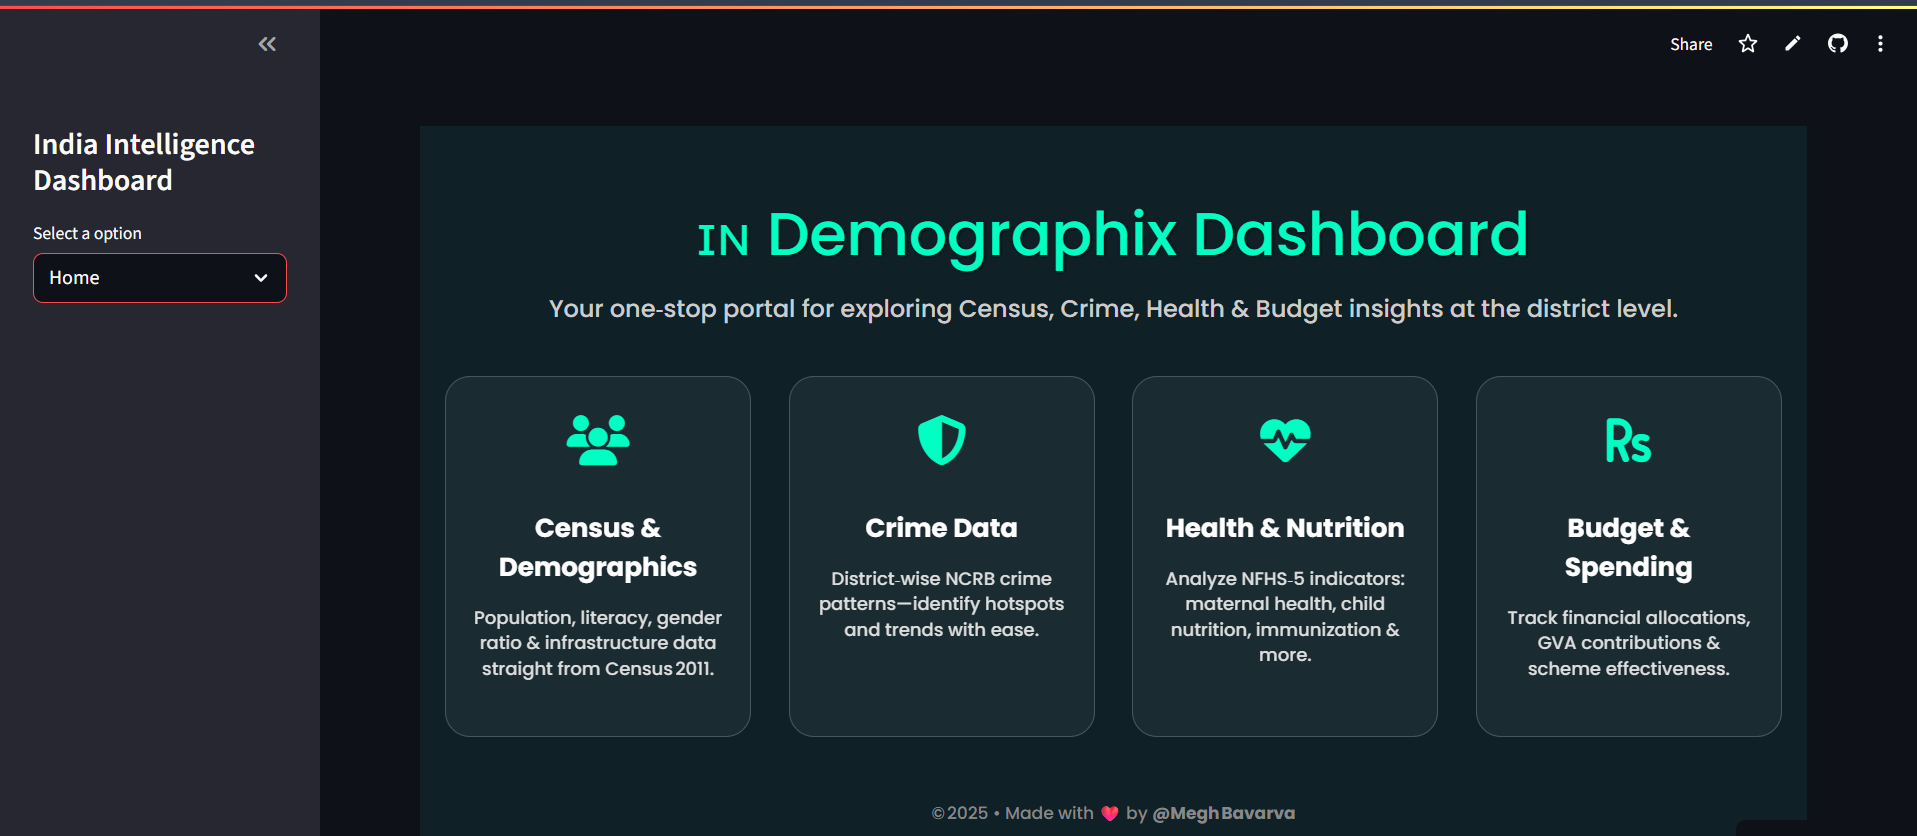 Share
India Intelligence
Dashboard
Select a option
Home
IN Demographix Dashboard
Your one-stop portal for exploring Census, Crime, Health & Budget insights at the district level.
Census &
Demographics
Population, literacy, gender
ratio & infrastructure data
straight from Census 2011.
Crime Data
District-wise NCRB crime
patterns—identify hotspots
and trends with ease.
Health & Nutrition
Analyze NFHS-5 indicators:
maternal health, child
nutrition, immunization &
more.
Rs
Budget &
Spending
Track financial allocations,
GVA contributions &
scheme effectiveness.
© 2025 • Made with ❤️ by @Megh Bavarva